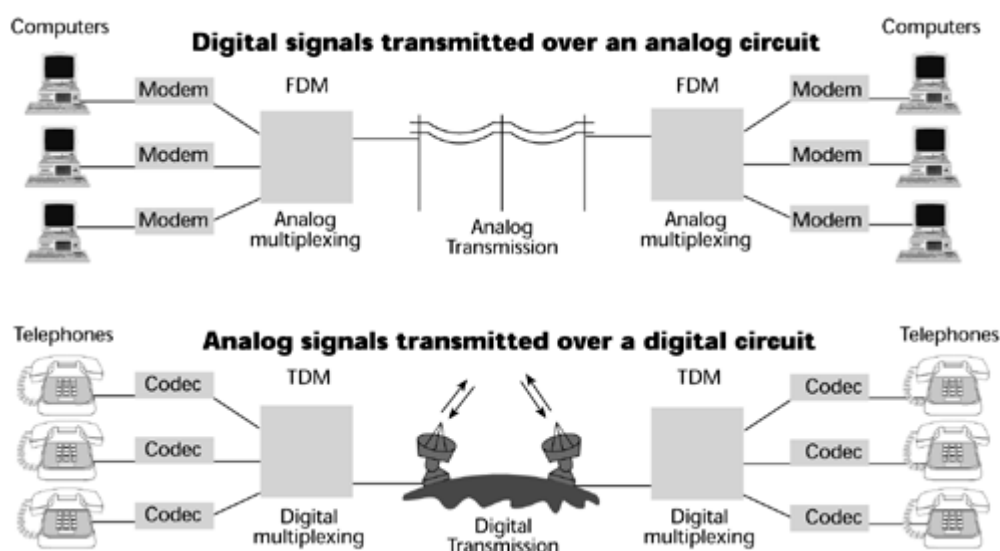 Computers
Digital signals transmitted over an analog circuit
Computers
Modem
FDM
FDM
Modem
Modem
Modem
Modem
Analog
multiplexing
Analog
Transmission
Analog
multiplexing
Modem
Telephones
Analog signals transmitted over a digital circuit
Telephones
Codec
TDM
TDM
Codec
Codec
Codec
Codec
Digital
multiplexing
Digital
Transmission
Digital
multiplexing
Codec